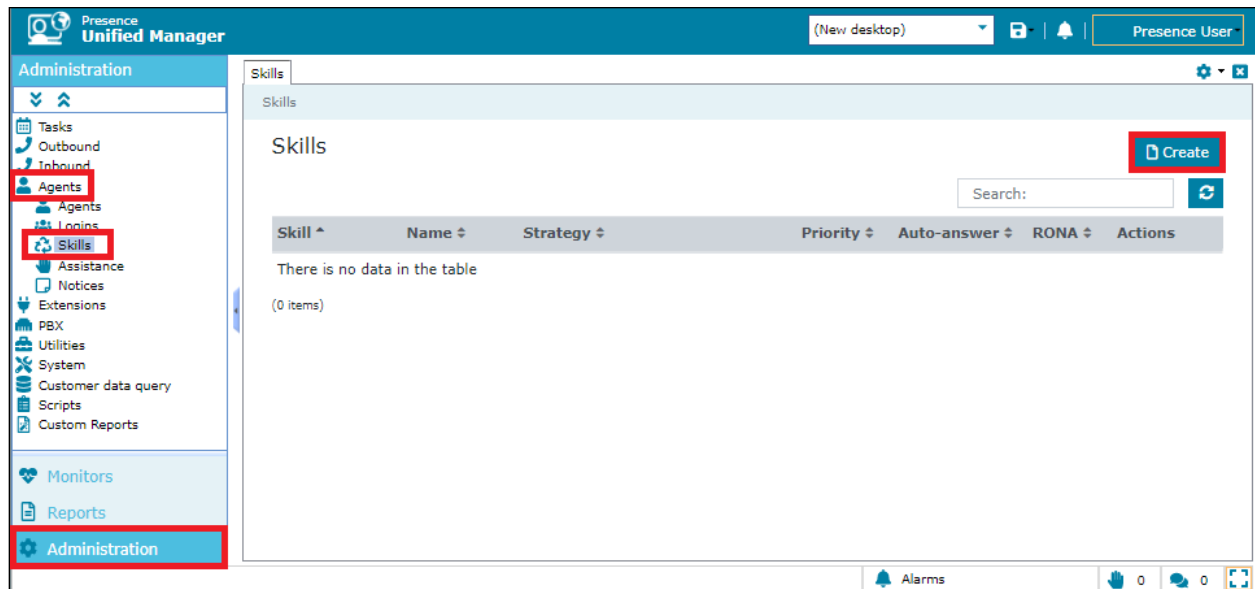 Presence
Unified Manager
(New desktop)
Presence User
Administration
Skills
Tasks
Outbound
Inbound
Agents
Agents
Logins
Skills
Assistance
Notices
Extensions
PBX
Utilities
System
Customer data query
Scripts
Custom Reports
Monitors
Reports
Administration
Skills
Skills
Create
Search:
Skill Name Strategy Priority Auto-answer RONA Actions
There is no data in the table
(0 items)
Alarms 0 0